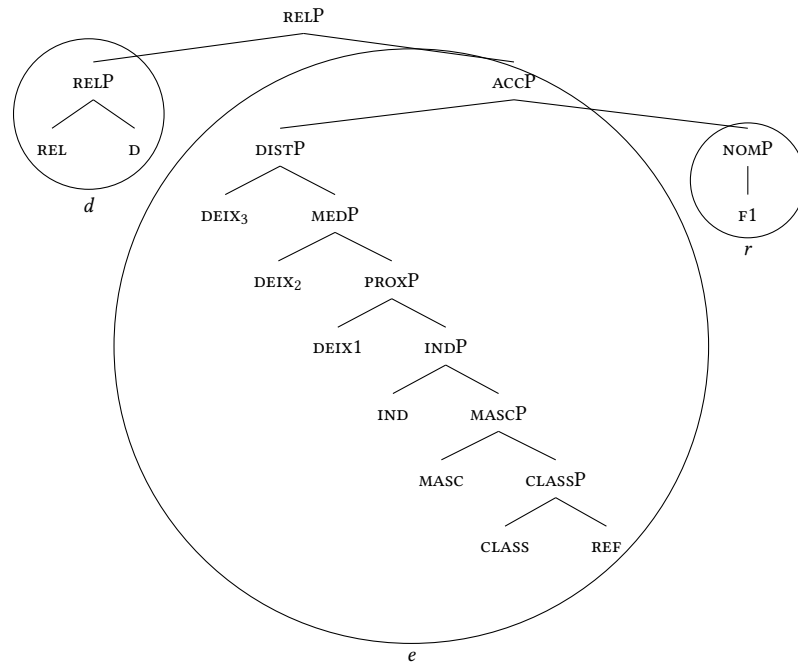 RELP
RELP ACCP
REL D DISTP NOMP
d DEIX₃ MEDP F1
r
DEIX₂ PROXP
DEIX1 INDP
IND MASCP
MASC CLASSP
CLASS REF
e